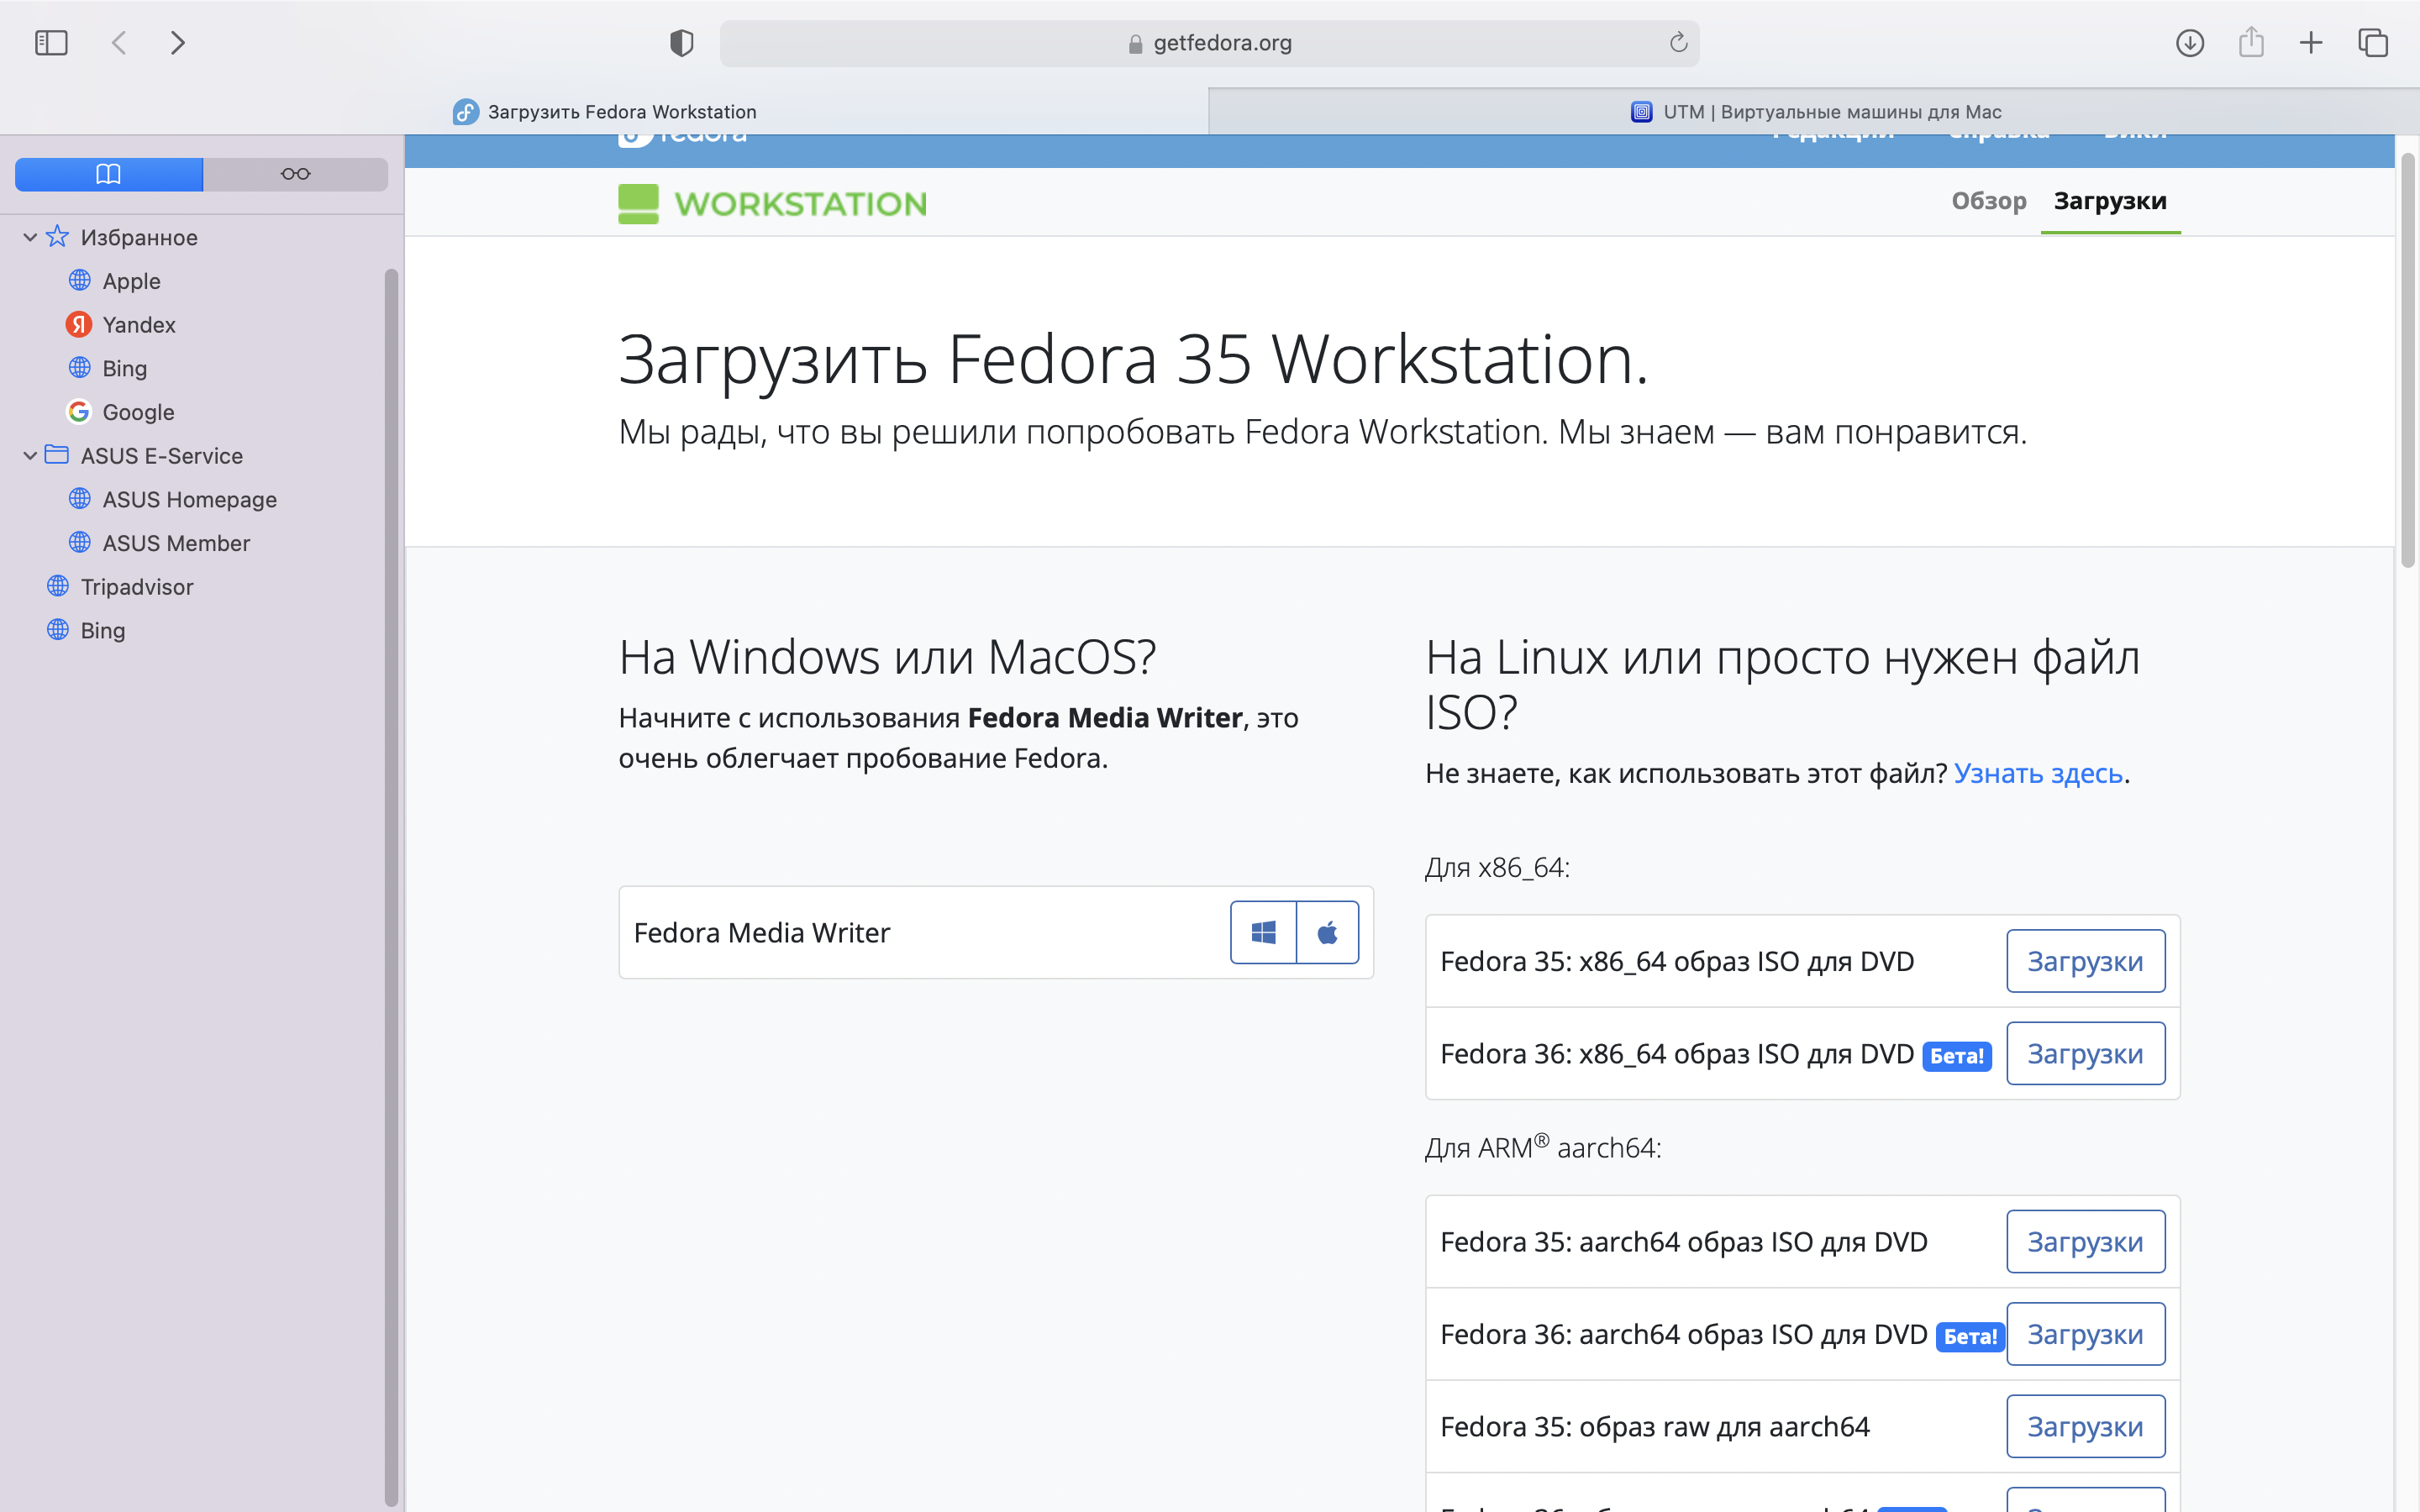 getfedora.org
Загрузить Fedora Workstation
UTM | Виртуальные машины для Mac
fedora
Редакции Справка Вики
WORKSTATION
Обзор Загрузки
Избранное
Apple
Yandex
Bing
Google
ASUS E-Service
ASUS Homepage
ASUS Member
Tripadvisor
Bing
Загрузить Fedora 35 Workstation.
Мы рады, что вы решили попробовать Fedora Workstation. Мы знаем — вам понравится.
На Windows или MacOS?
Начните с использования Fedora Media Writer, это
очень облегчает пробование Fedora.
Fedora Media Writer
На Linux или просто нужен файл
ISO?
Не знаете, как использовать этот файл? Узнать здесь.
Для x86_64:
Fedora 35: x86_64 образ ISO для DVD Загрузки
Fedora 36: x86_64 образ ISO для DVD Бета! Загрузки
Для ARM® aarch64:
Fedora 35: aarch64 образ ISO для DVD Загрузки
Fedora 36: aarch64 образ ISO для DVD Бета! Загрузки
Fedora 35: образ raw для aarch64 Загрузки